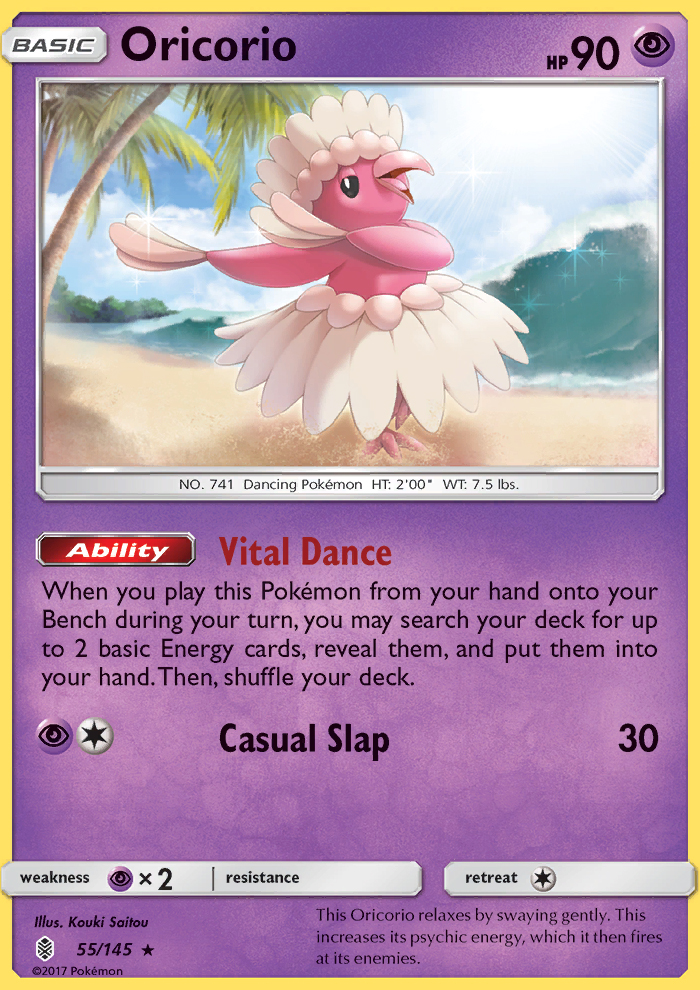 BASIC
Oricorio
HP 90
NO. 741 Dancing Pokémon HT: 2'00" WT: 7.5 lbs.
Ability Vital Dance
When you play this Pokémon from your hand onto your
Bench during your turn, you may search your deck for up
to 2 basic Energy cards, reveal them, and put them into
your hand. Then, shuffle your deck.
Casual Slap 30
weakness ×2 resistance retreat
Illus. Kouki Saitou
55/145 ★
©2017 Pokémon
This Oricorio relaxes by swaying gently. This
increases its psychic energy, which it then fires
at its enemies.